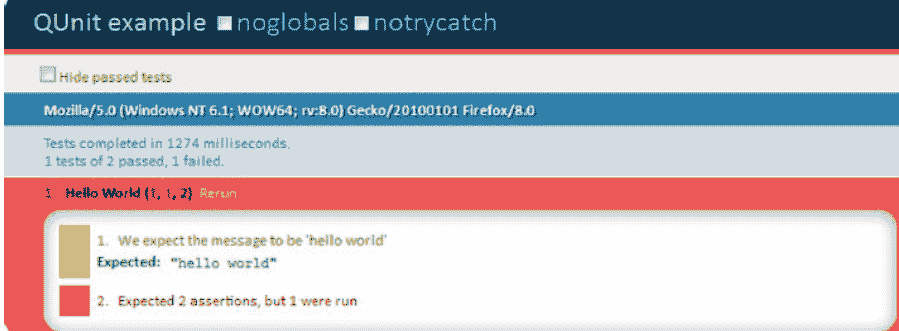 QUnit example noglobals notrycatch
Hide passed tests
Mozilla/5.0 (Windows NT 6.1; WOW64; rv:8.0) Gecko/20100101 Firefox/8.0
Tests completed in 1274 milliseconds.
1 tests of 2 passed, 1 failed.
1 Hello World (1, 1, 2) Rerun
1. We expect the message to be 'hello world'
Expected: "hello world"
2. Expected 2 assertions, but 1 were run